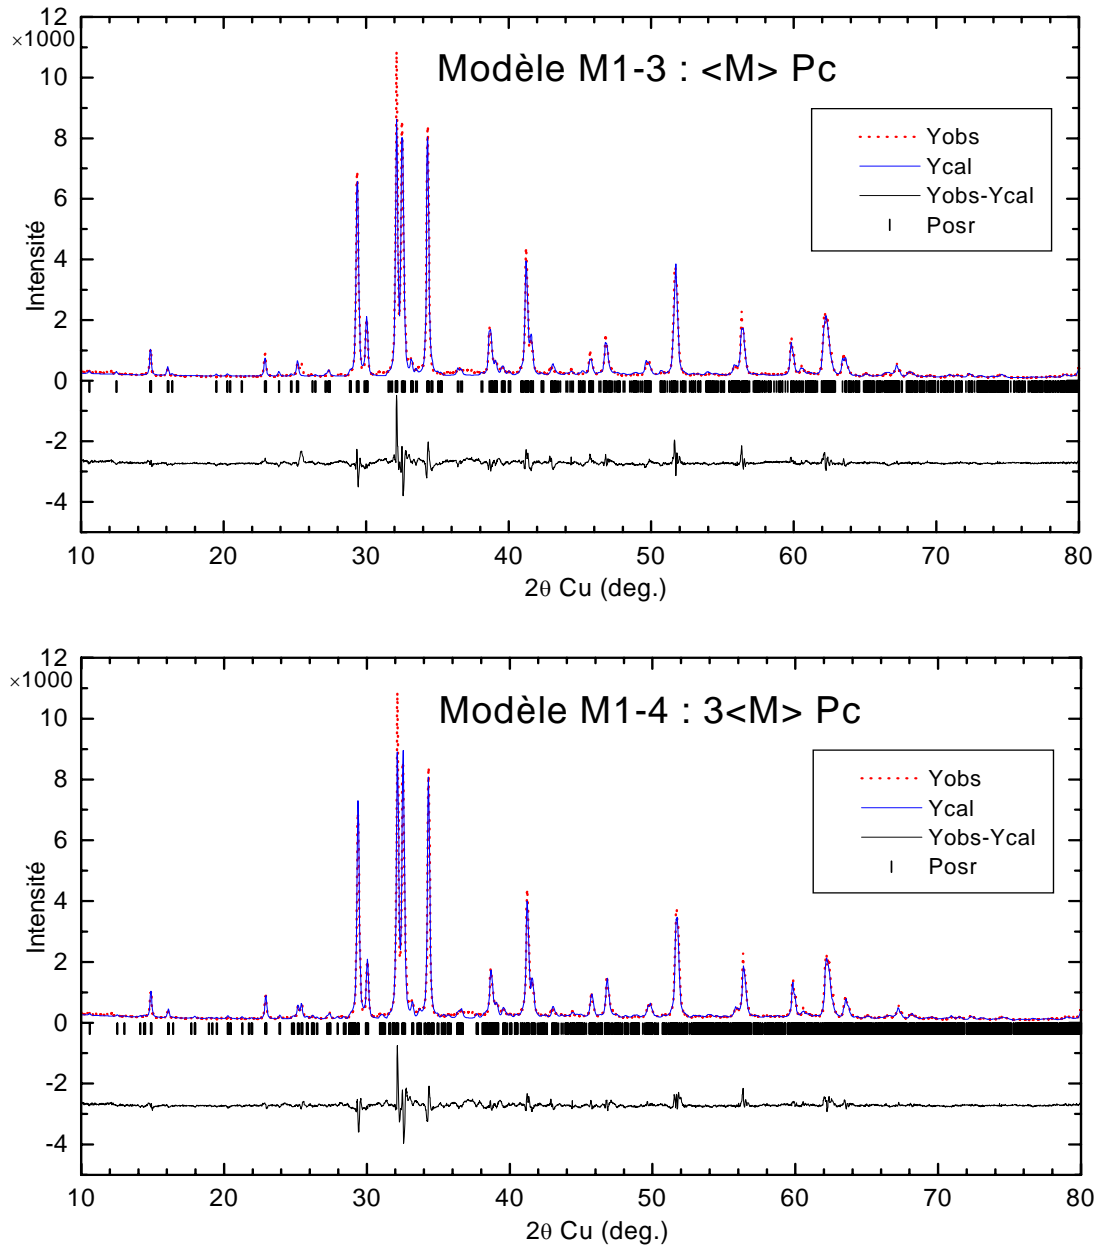 12
×1000
Modèle M1-3 : <M> Pc
10
Yobs
Ycal
Yobs-Ycal
Posr
8
6
4
2
0
-2
-4
Intensité
10 20 30 40 50 60 70 80
2θ Cu (deg.)
12
×1000
Modèle M1-4 : 3<M> Pc
10
Yobs
Ycal
Yobs-Ycal
Posr
8
6
4
2
0
-2
-4
Intensité
10 20 30 40 50 60 70 80
2θ Cu (deg.)